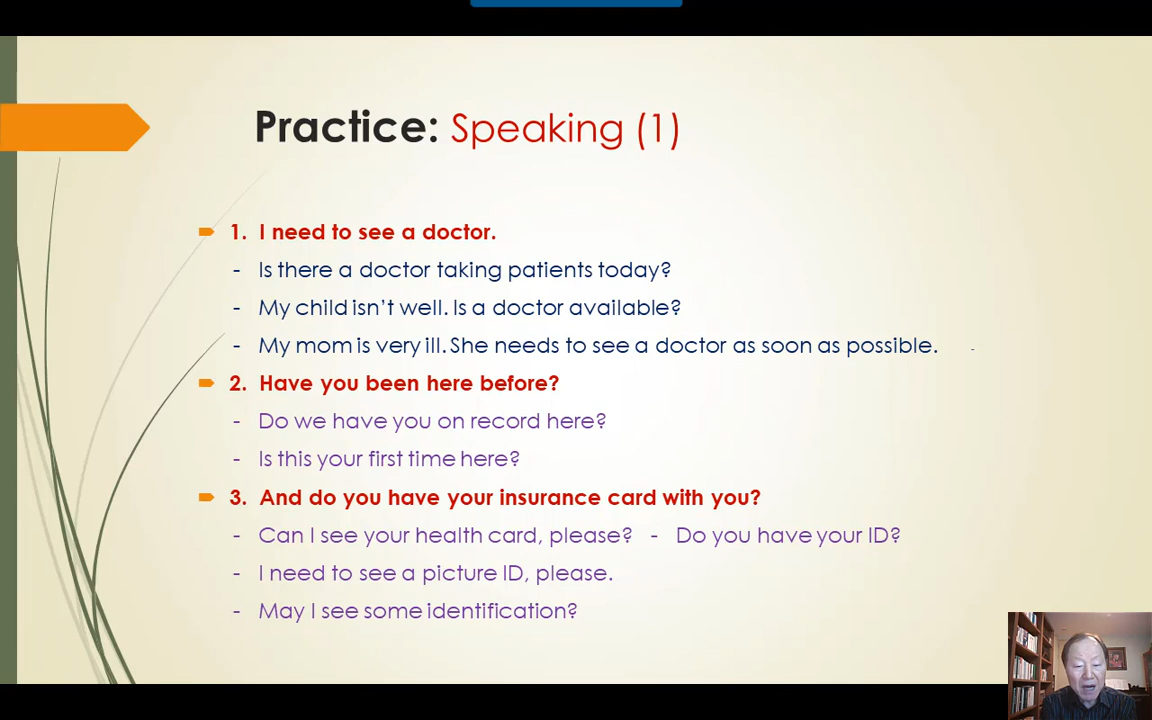 Practice: Speaking (1)
1. I need to see a doctor.
- Is there a doctor taking patients today?
- My child isn't well. Is a doctor available?
- My mom is very ill. She needs to see a doctor as soon as possible.
2. Have you been here before?
- Do we have you on record here?
- Is this your first time here?
3. And do you have your insurance card with you?
- Can I see your health card, please? - Do you have your ID?
- I need to see a picture ID, please.
- May I see some identification?